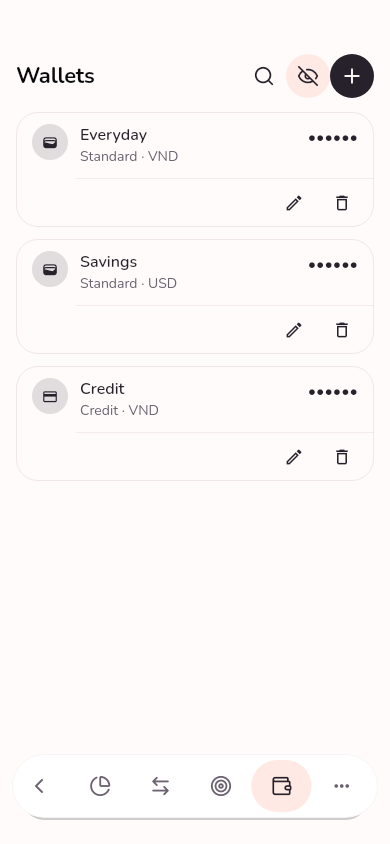 Wallets
Everyday
••••••
Standard · VND
Savings
••••••
Standard · USD
Credit
••••••
Credit · VND